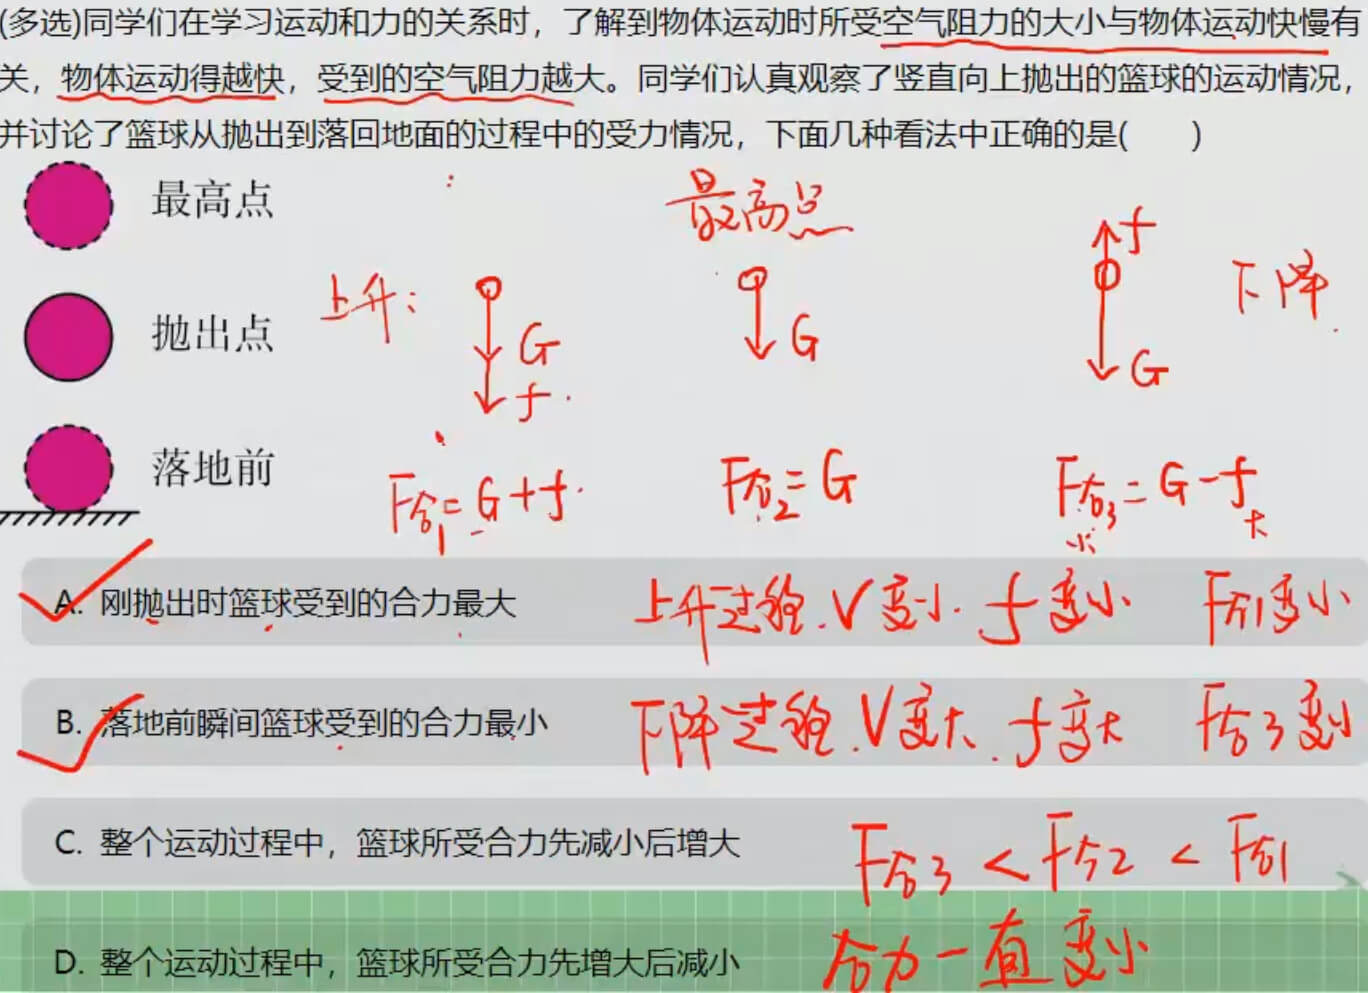 (多选)同学们在学习运动和力的关系时，了解到物体运动时所受空气阻力的大小与物体运动快慢有
关，物体运动得越快，受到的空气阻力越大。同学们认真观察了竖直向上抛出的篮球的运动情况，
并讨论了篮球从抛出到落回地面的过程中的受力情况，下面几种看法中正确的是(　　)
最高点
最高点
f
上升：
G
f
G
下降
G
抛出点
落地前
F合1=G+f
F合2=G
F合3=G-f
小
大
A. 刚抛出时篮球受到的合力最大
上升过程.V变小.f变小 F合1变小
B. 落地前瞬间篮球受到的合力最小
下降过程.V变大.f变大 F合3变小
C. 整个运动过程中，篮球所受合力先减小后增大
F合3<F合2<F合1
D. 整个运动过程中，篮球所受合力先增大后减小
合力一直变小